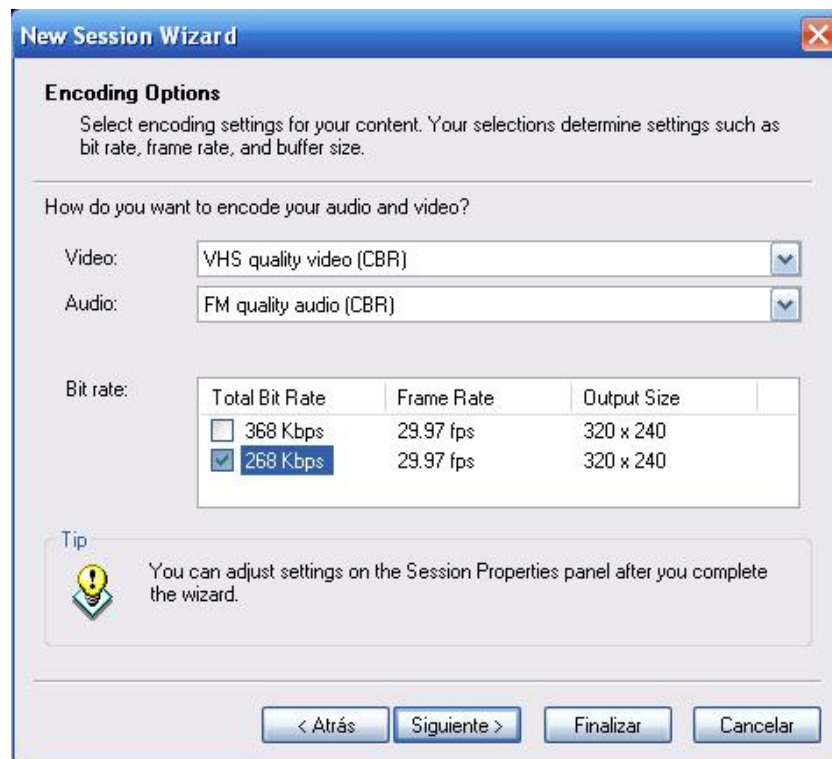 New Session Wizard
Encoding Options
Select encoding settings for your content. Your selections determine settings such as
bit rate, frame rate, and buffer size.
How do you want to encode your audio and video?
Video: VHS quality video (CBR)
Audio: FM quality audio (CBR)
Bit rate: Total Bit Rate Frame Rate Output Size
368 Kbps 29.97 fps 320 x 240
268 Kbps 29.97 fps 320 x 240
Tip
You can adjust settings on the Session Properties panel after you complete
the wizard.
< Atrás Siguiente > Finalizar Cancelar